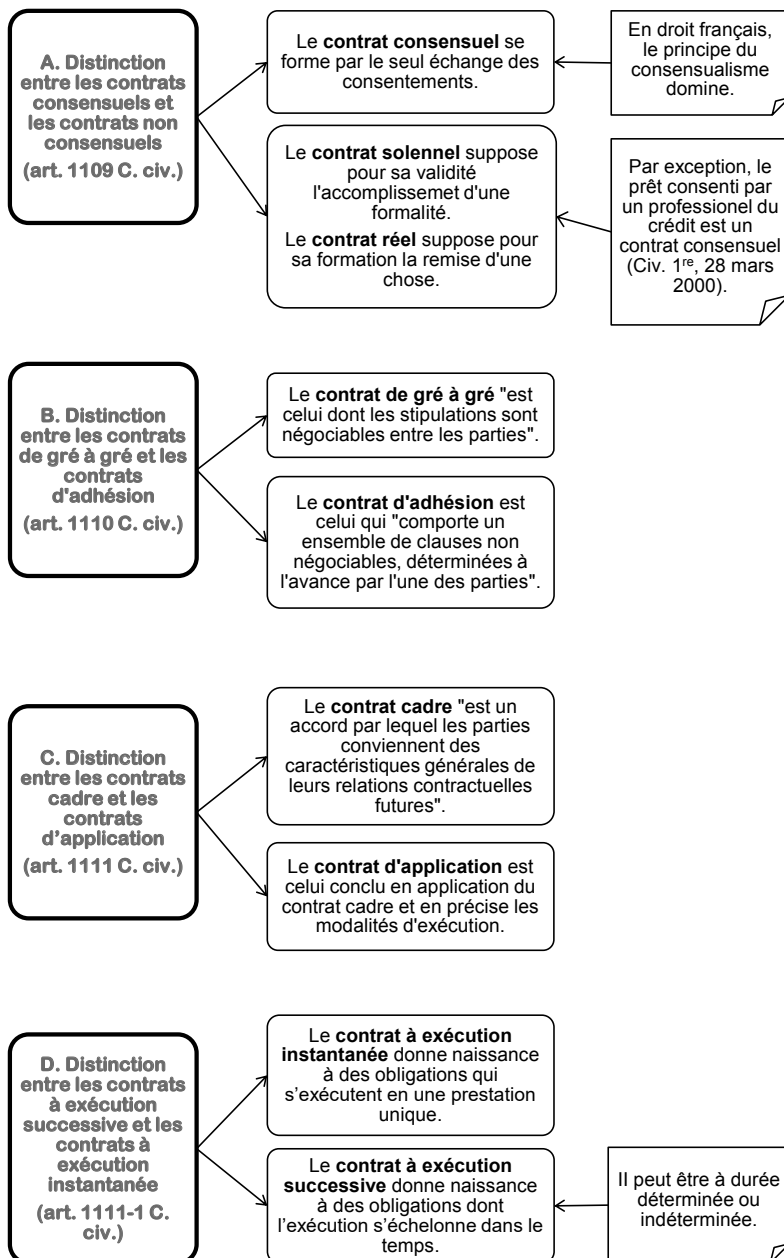 A. Distinction
entre les contrats
consensuels et
les contrats non
consensuels
(art. 1109 C. civ.)
Le contrat consensuel se
forme par le seul échange des
consentements.
En droit français,
le principe du
consensualisme
domine.
Le contrat solennel suppose
pour sa validité
l'accomplissemet d'une
formalité.
Le contrat réel suppose pour
sa formation la remise d'une
chose.
Par exception, le
prêt consenti par
un professionel du
crédit est un
contrat consensuel
(Civ. 1re, 28 mars
2000).
B. Distinction
entre les contrats
de gré à gré et les
contrats
d'adhésion
(art. 1110 C. civ.)
Le contrat de gré à gré "est
celui dont les stipulations sont
négociables entre les parties".
Le contrat d'adhésion est
celui qui "comporte un
ensemble de clauses non
négociables, déterminées à
l'avance par l'une des parties".
C. Distinction
entre les contrats
cadre et les
contrats
d’application
(art. 1111 C. civ.)
Le contrat cadre "est un
accord par lequel les parties
conviennent des
caractéristiques générales de
leurs relations contractuelles
futures".
Le contrat d'application est
celui conclu en application du
contrat cadre et en précise les
modalités d'exécution.
D. Distinction
entre les contrats
à exécution
successive et les
contrats à
exécution
instantanée
(art. 1111-1 C.
civ.)
Le contrat à exécution
instantanée donne naissance
à des obligations qui
s’exécutent en une prestation
unique.
Le contrat à exécution
successive donne naissance
à des obligations dont
l’exécution s’échelonne dans le
temps.
Il peut être à durée
déterminée ou
indéterminée.